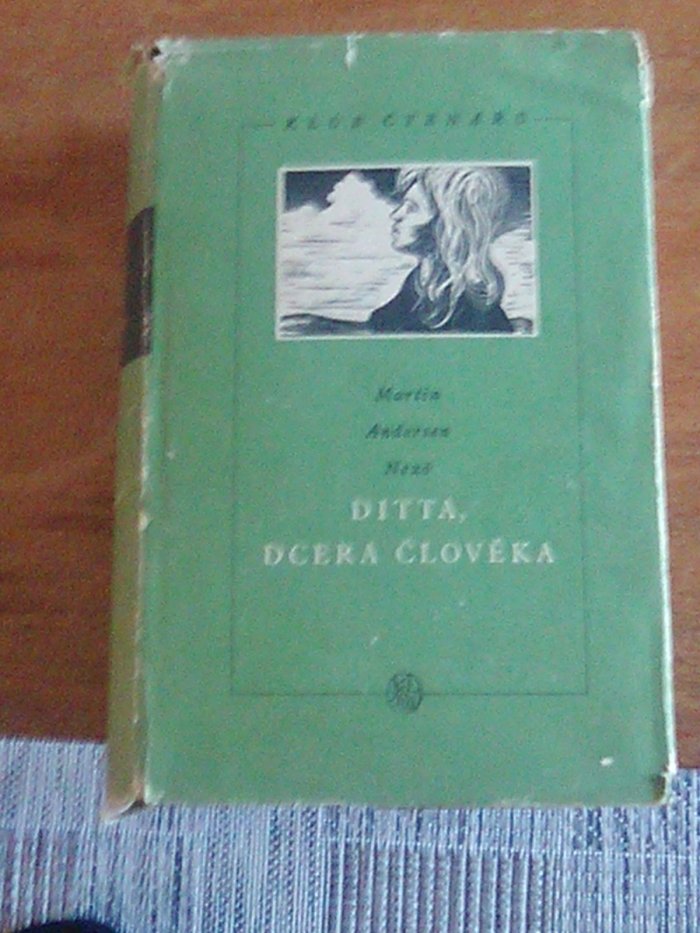 KLUB ČTENÁŘŮ
Martin
Andersen
Nexö
DITTA,
DCERA ČLOVĚKA